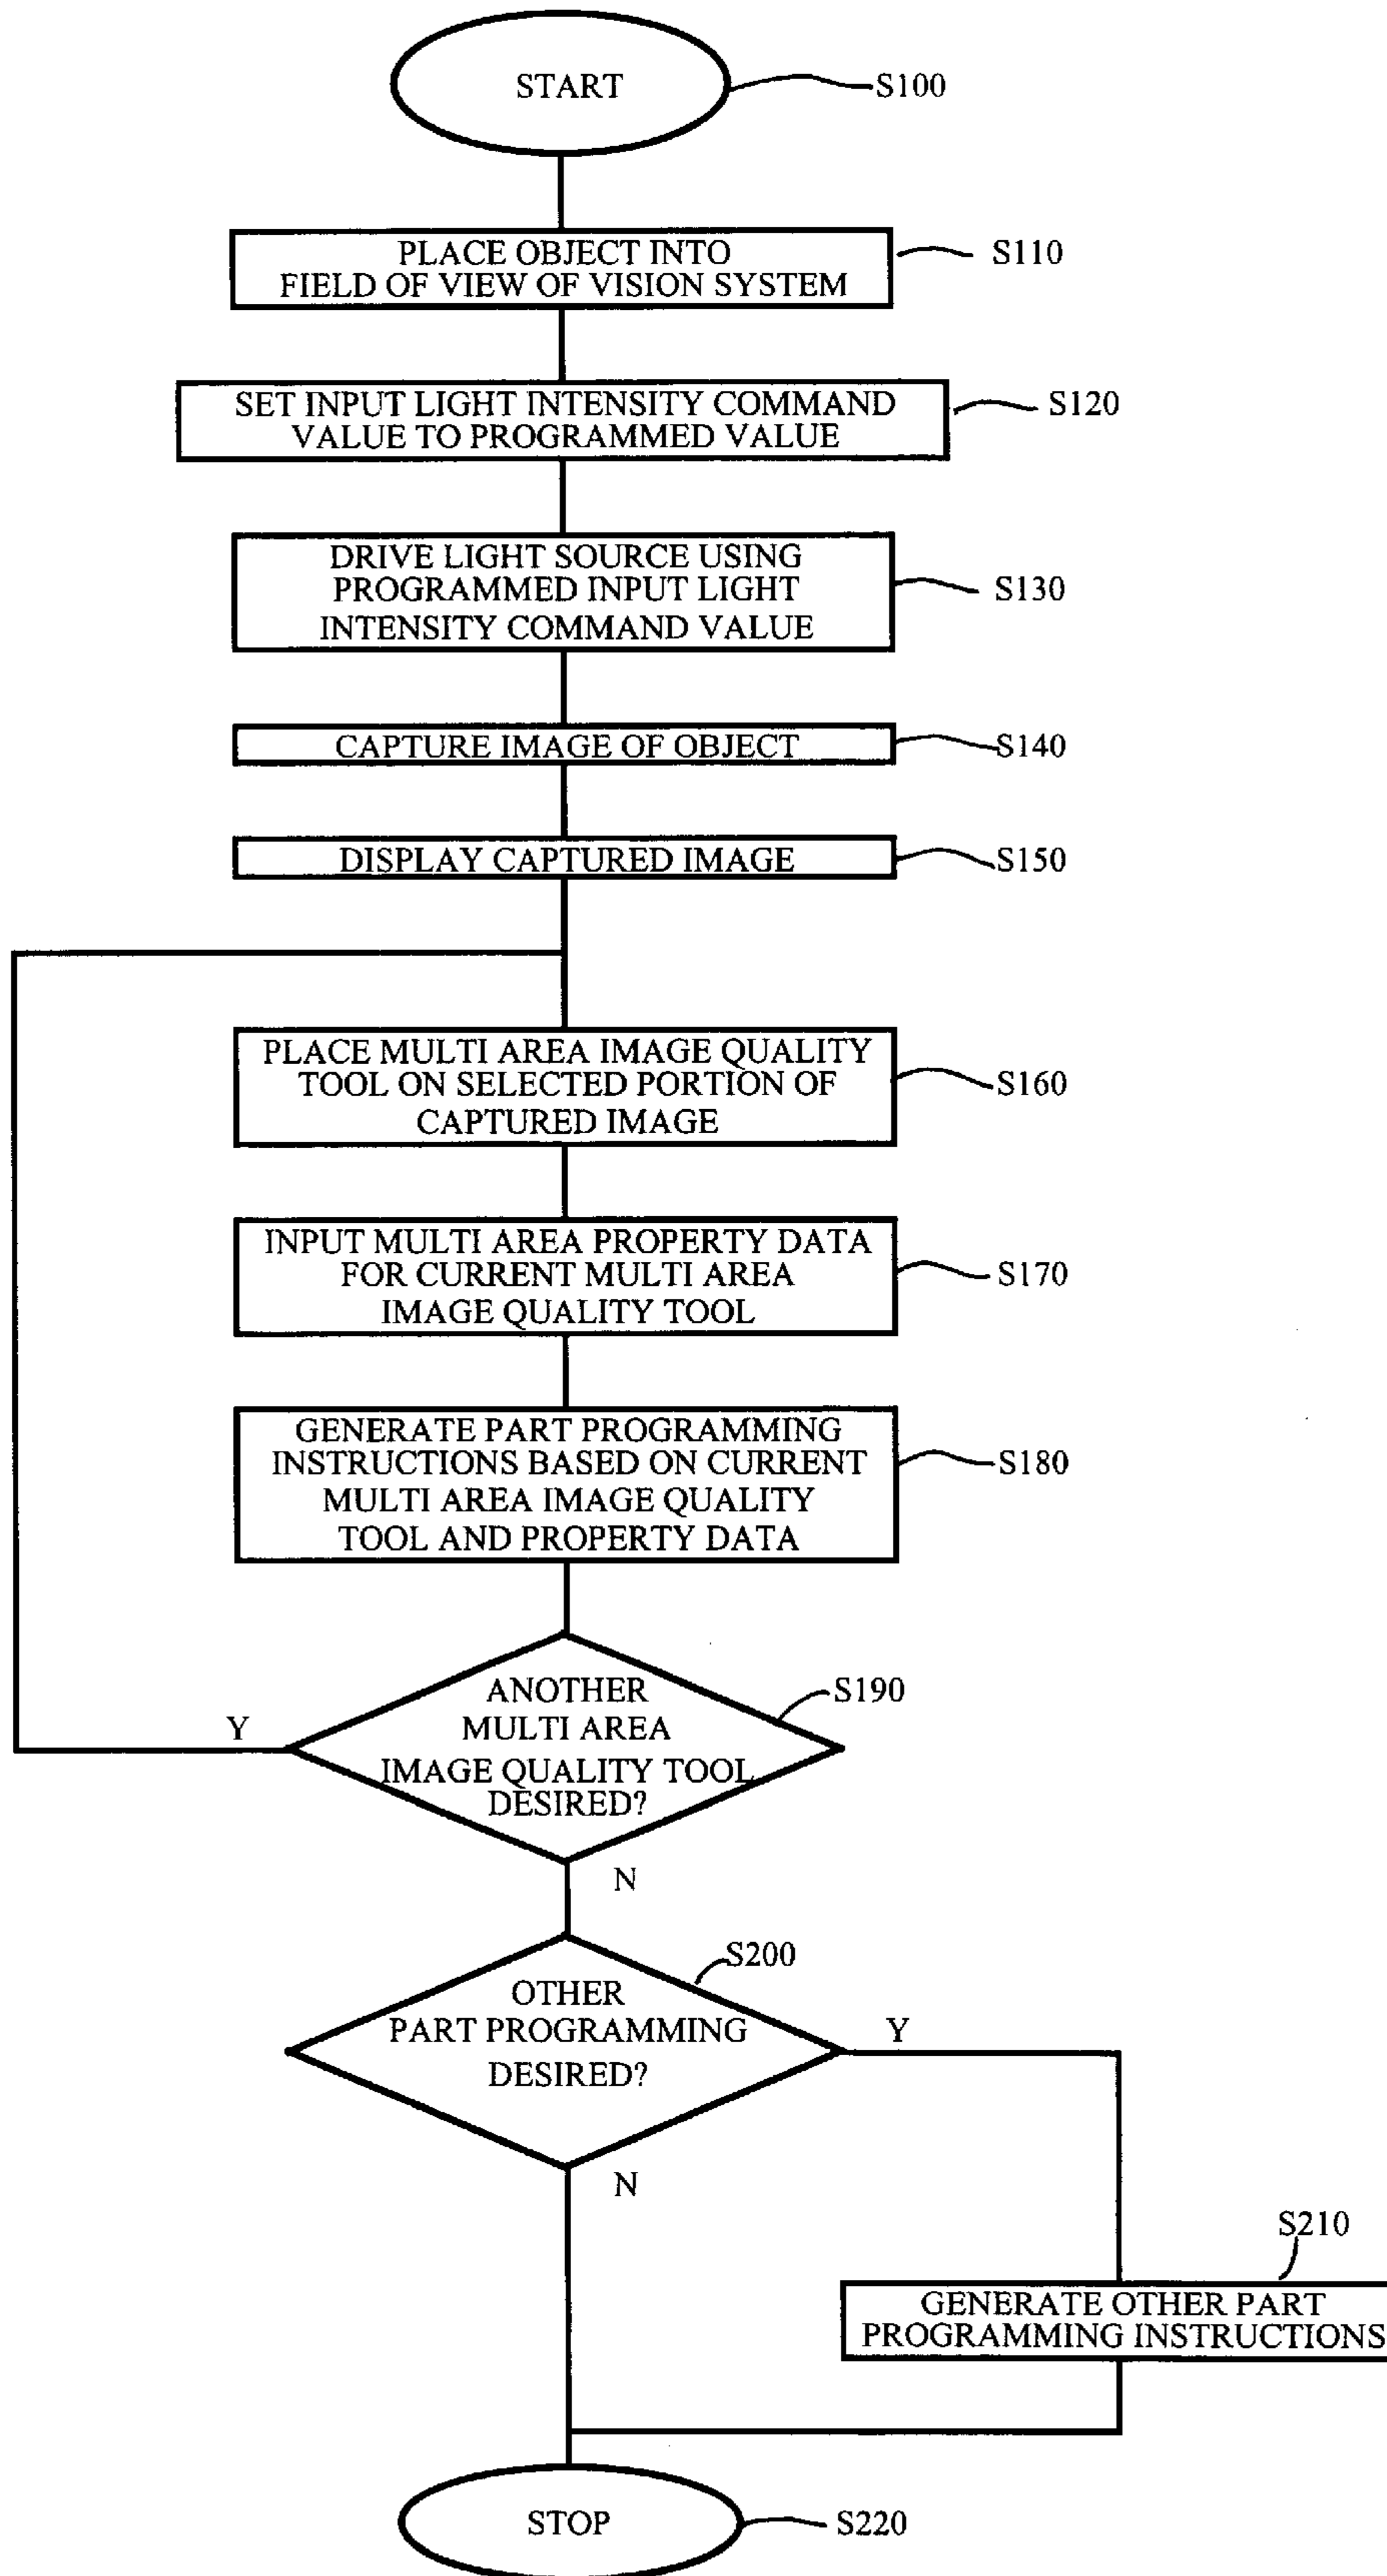 START
S100
PLACE OBJECT INTO
FIELD OF VIEW OF VISION SYSTEM
S110
SET INPUT LIGHT INTENSITY COMMAND
VALUE TO PROGRAMMED VALUE
S120
DRIVE LIGHT SOURCE USING
PROGRAMMED INPUT LIGHT
INTENSITY COMMAND VALUE
S130
CAPTURE IMAGE OF OBJECT
S140
DISPLAY CAPTURED IMAGE
S150
PLACE MULTI AREA IMAGE QUALITY
TOOL ON SELECTED PORTION OF
CAPTURED IMAGE
S160
INPUT MULTI AREA PROPERTY DATA
FOR CURRENT MULTI AREA
IMAGE QUALITY TOOL
S170
GENERATE PART PROGRAMMING
INSTRUCTIONS BASED ON CURRENT
MULTI AREA IMAGE QUALITY
TOOL AND PROPERTY DATA
S180
ANOTHER
MULTI AREA
IMAGE QUALITY TOOL
DESIRED?
S190
Y
N
OTHER
PART PROGRAMMING
DESIRED?
S200
Y
N
S210
GENERATE OTHER PART
PROGRAMMING INSTRUCTIONS
STOP
S220